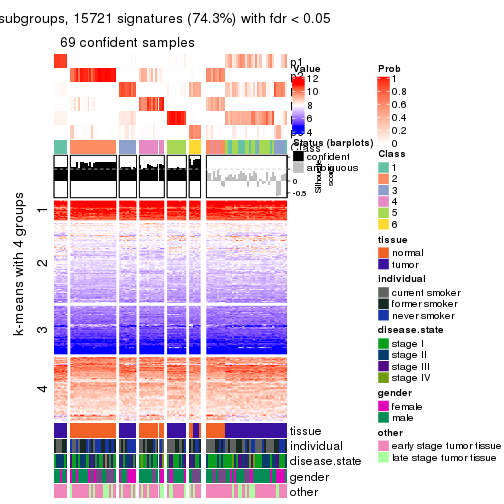 subgroups, 15721 signatures (74.3%) with fdr < 0.05
69 confident samples
p1
Value
12
10
8
6
4
Prob
1
0.8
0.6
0.4
0.2
0
Status (barplots)
confident
ambiguous
0
-0.5
Class
1
2
3
4
5
6
k-means with 4 groups
1
2
3
4
tissue
normal
tumor
individual
current smoker
former smoker
never smoker
disease.state
stage I
stage II
stage III
stage IV
gender
female
male
other
early stage tumor tissue
late stage tumor tissue
tissue
individual
disease.state
gender
other